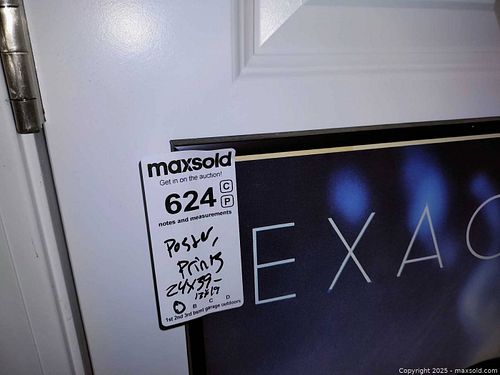 maxsold
Get in on the auction!
624 C
P
notes and measurements
Poster,
Prints
24x39-
A B C D
1st 2nd 3rd bsmt garage outdoors
EXAC
Copyright 2025 - maxsold.com